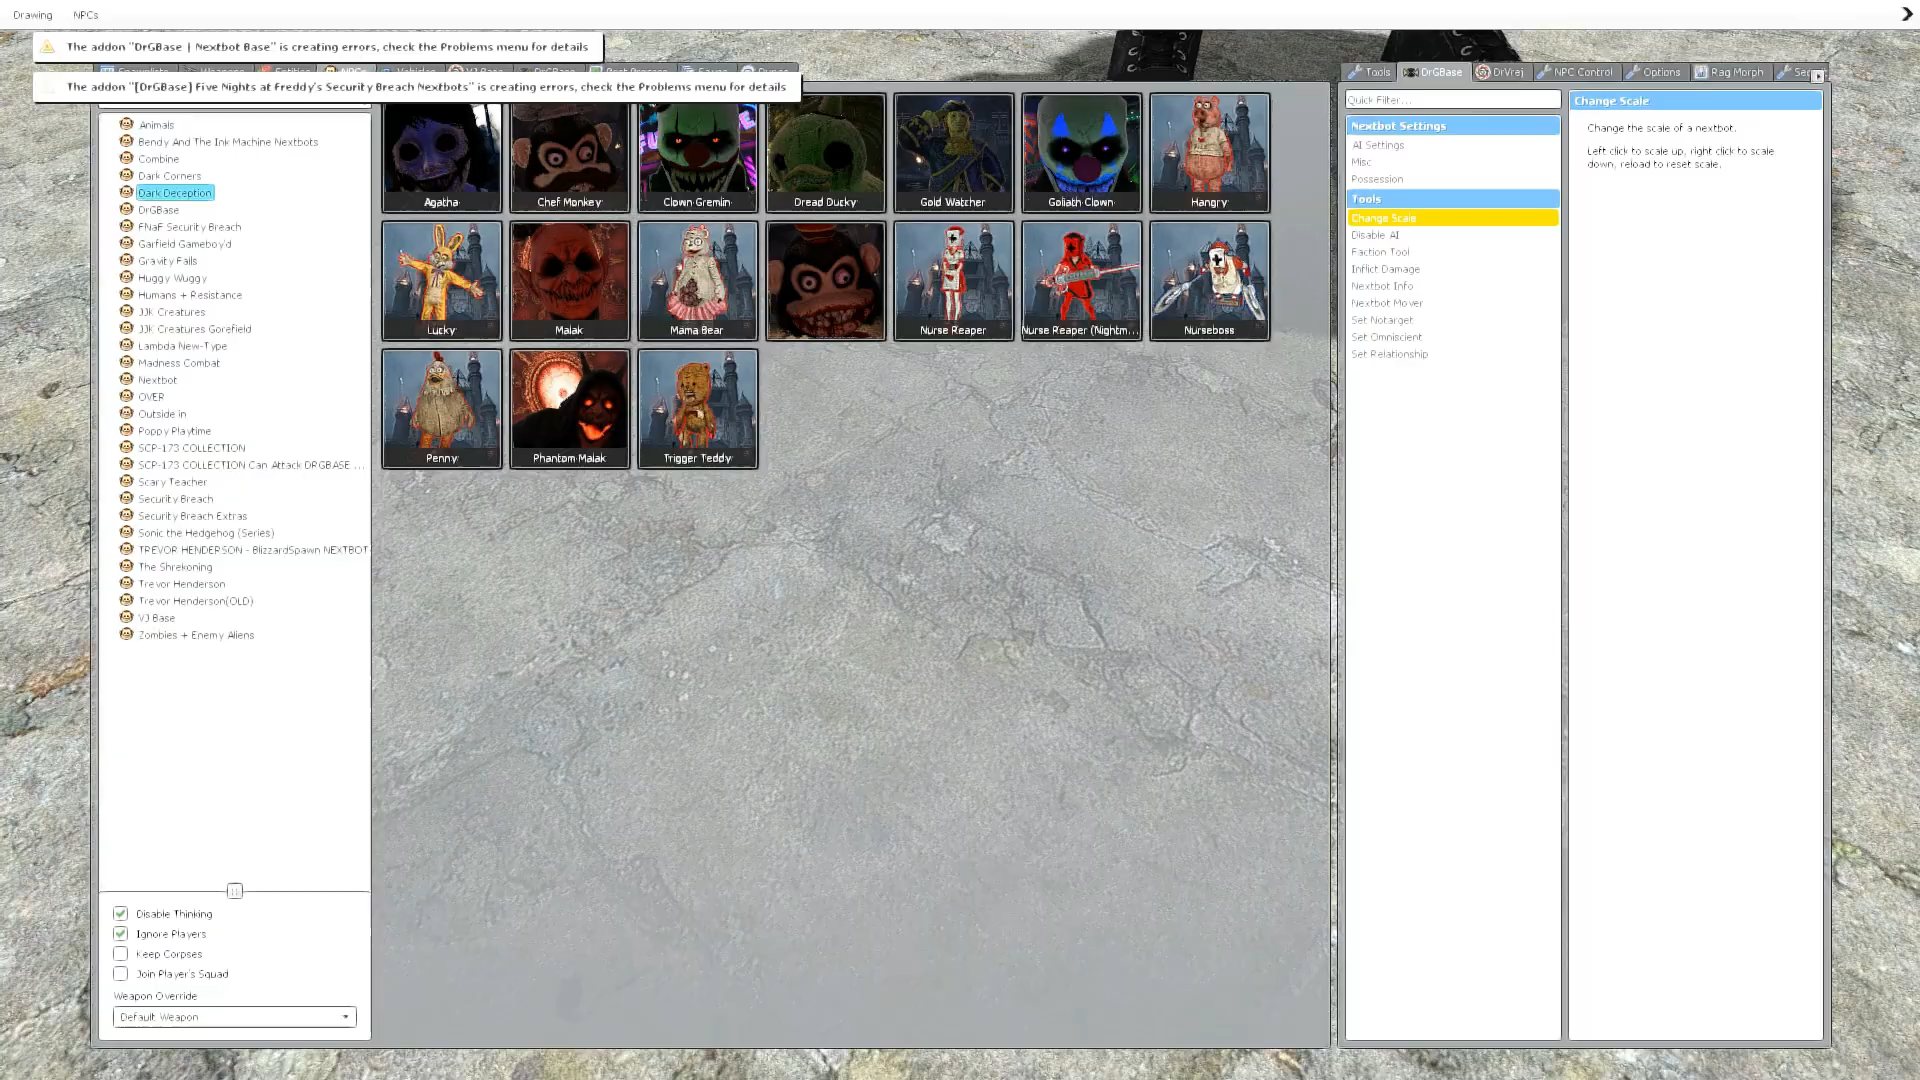 Drawing NPCs
The addon "DrGBase | Nextbot Base" is creating errors, check the Problems menu for details
The addon "[DrGBase] Five Nights at Freddy's Security Breach Nextbots" is creating errors, check the Problems menu for details
Animals
Bendy And The Ink Machine Nextbots
Combine
Dark Corners
Dark Deception
DrGBase
FNaF Security Breach
Garfield Gameboy'd
Gravity Falls
Huggy Wuggy
Humans + Resistance
JJk Creatures
JJk Creatures Gorefield
Lambda New-Type
Madness Combat
Nextbot
OVER
Outside in
Poppy Playtime
SCP-173 COLLECTION
SCP-173 COLLECTION Can Attack DRGBASE ...
Scary Teacher
Security Breach
Security Breach Extras
Sonic the Hedgehog (Series)
TREVOR HENDERSON - BlizzardSpawn NEXTBOT
The Shrekoning
Trevor Henderson
Trevor Henderson(OLD)
VJ Base
Zombies + Enemy Aliens
Disable Thinking
Ignore Players
Keep Corpses
Join Player's Squad
Weapon Override
Default Weapon
Agatha Chef Monkey Clown Gremlin Dread Ducky Gold Watcher Goliath Clown Hangry
Lucky Malak Mama Bear Nurse Reaper Nurse Reaper (Nightm... Nurseboss
Penny Phantom Malak Trigger Teddy
Tools DrGBase DrVrej NPC Control Options Rag Morph
Quick Filter...
Nextbot Settings
AI Settings
Misc
Possession
Tools
Change Scale
Disable AI
Faction Tool
Inflict Damage
Nextbot Info
Nextbot Mover
Set Notarget
Set Omniscient
Set Relationship
Change Scale
Change the scale of a nextbot.
Left click to scale up, right click to scale
down, reload to reset scale.